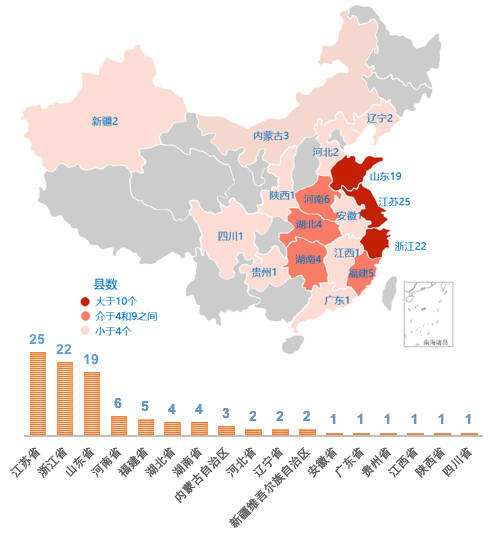 辽宁2
新疆2
内蒙古3
河北2
山东19
陕西1
河南6
江苏25
安徽1
湖北4
四川1
浙江22
江西1
湖南4
贵州1
福建5
广东1
县数
大于10个
介于4和9之间
小于4个
南海诸岛
25
22
19
6
5
4
4
3
2
2
2
1
1
1
1
1
1
江苏省
浙江省
山东省
河南省
福建省
湖北省
湖南省
内蒙古自治区
河北省
辽宁省
新疆维吾尔族自治区
安徽省
广东省
贵州省
江西省
陕西省
四川省